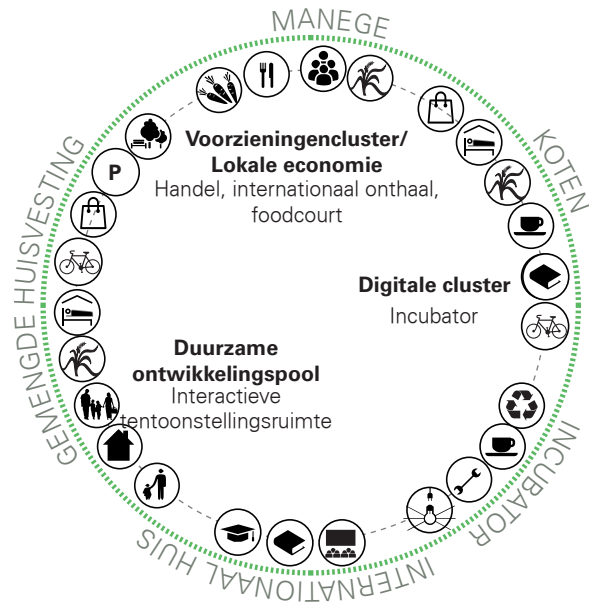 MANEGE
KOTEN
INCUBATOR
INTERNATIONAAL HUIS
GEMENGDE HUISVESTING
P
Voorzieningencluster/
Lokale economie
Handel, internationaal onthaal,
foodcourt
Digitale cluster
Incubator
Duurzame
ontwikkelingspool
Interactieve
tentoonstellingsruimte